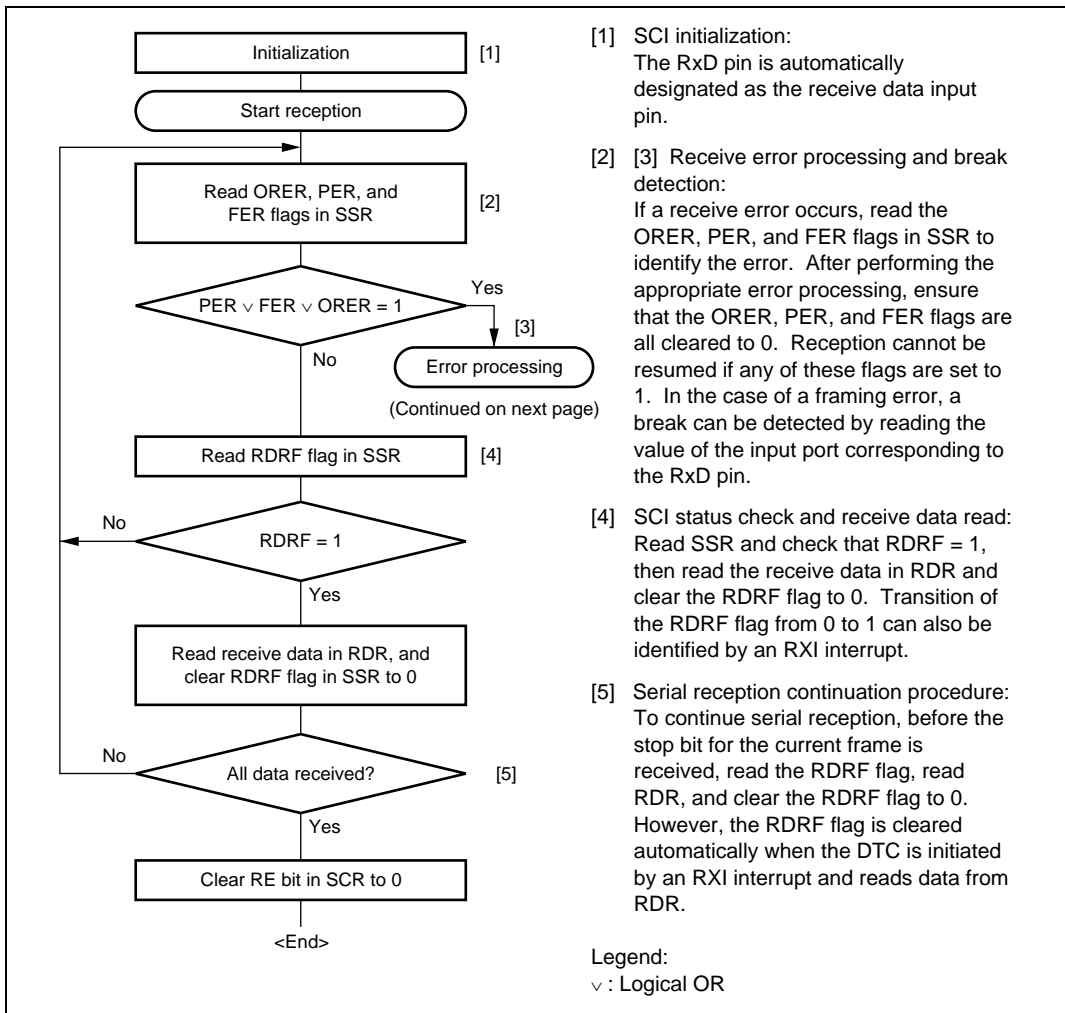 Initialization
[1]
Start reception
Read ORER, PER, and
FER flags in SSR
[2]
PER ∨ FER ∨ ORER = 1
Yes
[3]
No
Error processing
(Continued on next page)
Read RDRF flag in SSR
[4]
No
RDRF = 1
Yes
Read receive data in RDR, and
clear RDRF flag in SSR to 0
No
All data received?
[5]
Yes
Clear RE bit in SCR to 0
<End>
[1] SCI initialization:
The RxD pin is automatically
designated as the receive data input
pin.
[2] [3] Receive error processing and break
detection:
If a receive error occurs, read the
ORER, PER, and FER flags in SSR to
identify the error. After performing the
appropriate error processing, ensure
that the ORER, PER, and FER flags are
all cleared to 0. Reception cannot be
resumed if any of these flags are set to
1. In the case of a framing error, a
break can be detected by reading the
value of the input port corresponding to
the RxD pin.
[4] SCI status check and receive data read:
Read SSR and check that RDRF = 1,
then read the receive data in RDR and
clear the RDRF flag to 0. Transition of
the RDRF flag from 0 to 1 can also be
identified by an RXI interrupt.
[5] Serial reception continuation procedure:
To continue serial reception, before the
stop bit for the current frame is
received, read the RDRF flag, read
RDR, and clear the RDRF flag to 0.
However, the RDRF flag is cleared
automatically when the DTC is initiated
by an RXI interrupt and reads data from
RDR.
Legend:
∨ : Logical OR